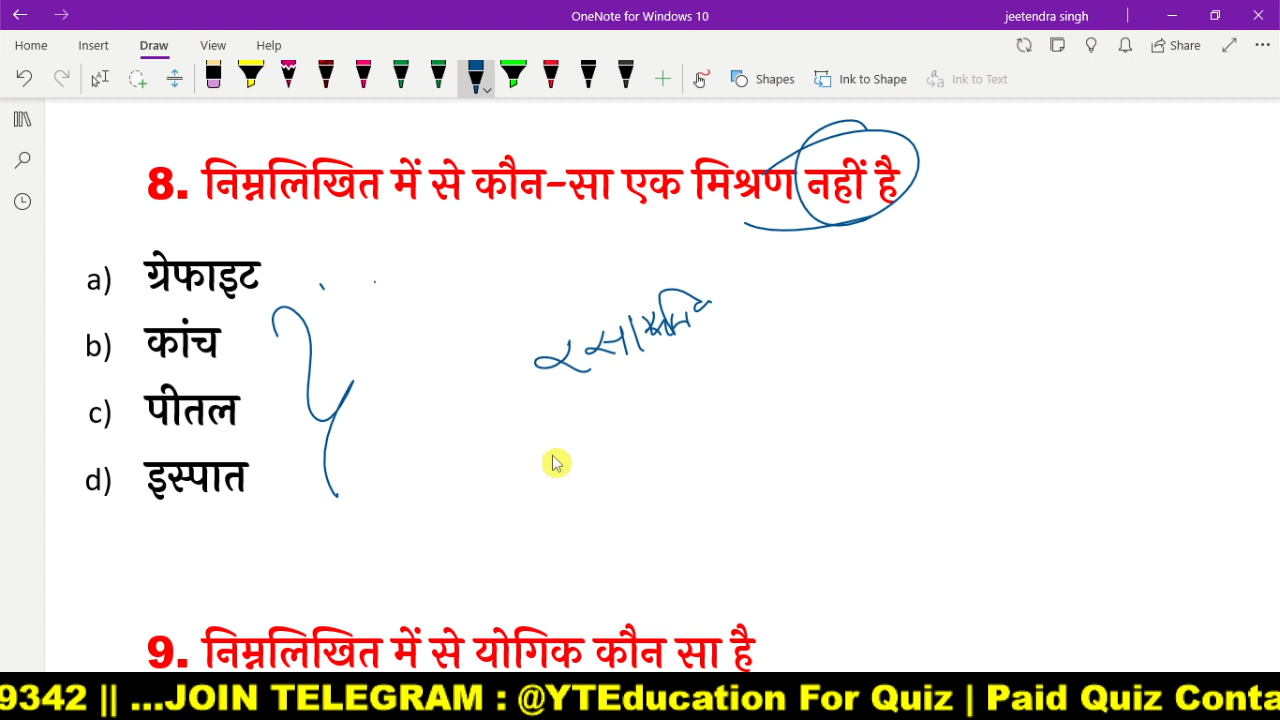 OneNote for Windows 10
jeetendra singh
Home Insert Draw View Help
Share
Shapes
Ink to Shape
Ink to Text
8. निम्नलिखित में से कौन-सा एक मिश्रण नहीं है
a) ग्रेफाइट
b) कांच
c) पीतल
d) इस्पात
9. निम्नलिखित में से योगिक कौन सा है
9342 || ...JOIN TELEGRAM : @YTEducation For Quiz | Paid Quiz Conta